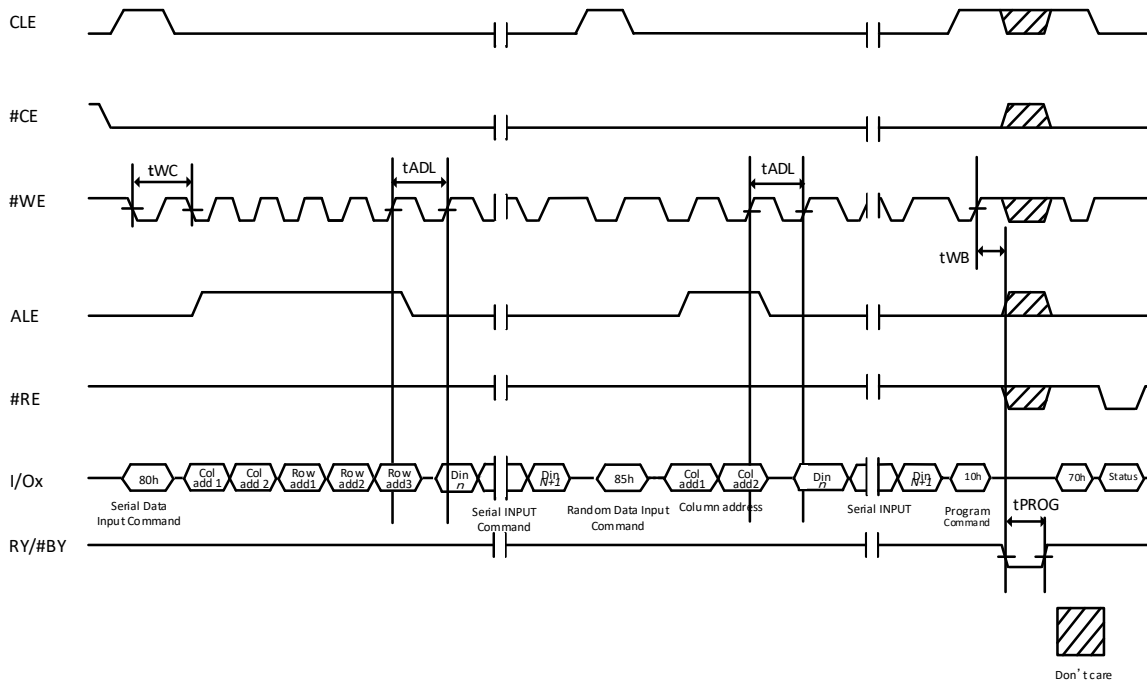 CLE
#CE
tWC
tADL
tADL
#WE
tWB
ALE
#RE
I/Ox
80h
Col
add 1
Col
add 2
Row
add1
Row
add2
Row
add3
Din
n
Din
N+1
85h
Col
add1
Col
add2
Din
n
Din
N+1
10h
70h
Status
Serial Data
Input Command
Serial INPUT
Command
Random Data Input
Command
Column address
Serial INPUT
Program
Command
tPROG
RY/#BY
Don't care